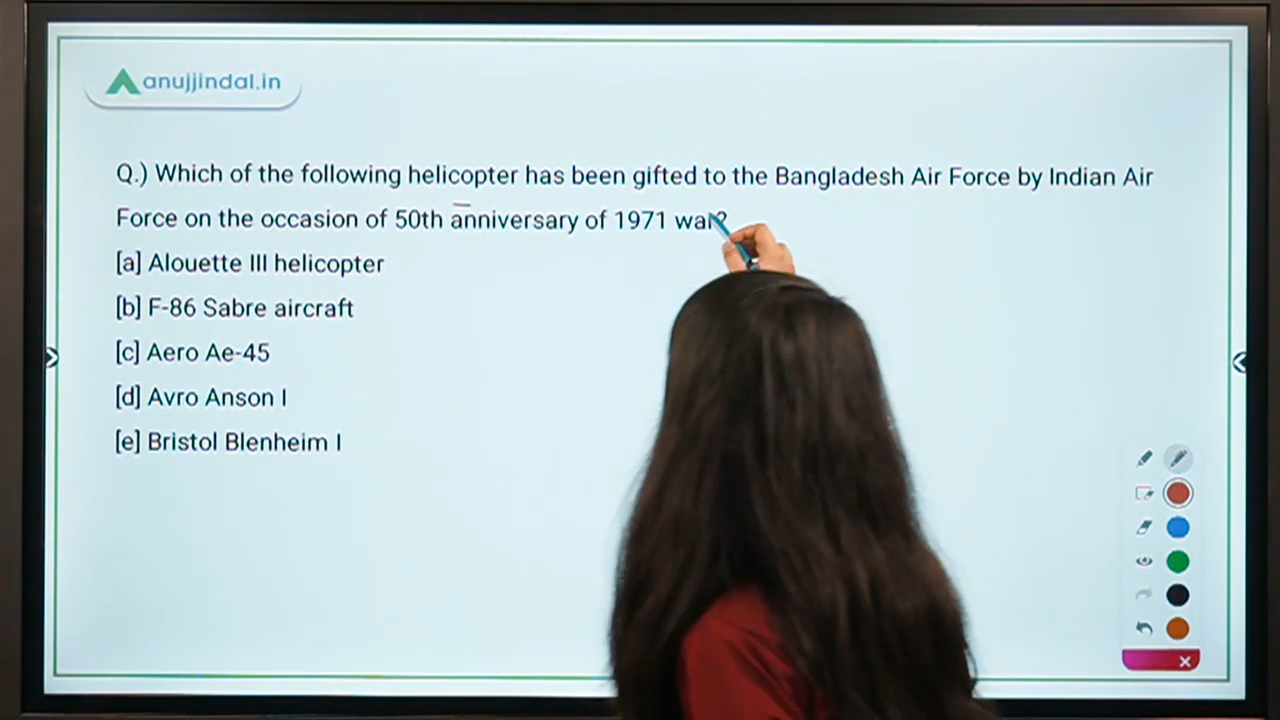 anujjindal.in
Q.) Which of the following helicopter has been gifted to the Bangladesh Air Force by Indian Air
Force on the occasion of 50th anniversary of 1971 war?
[a] Alouette III helicopter
[b] F-86 Sabre aircraft
[c] Aero Ae-45
[d] Avro Anson I
[e] Bristol Blenheim I